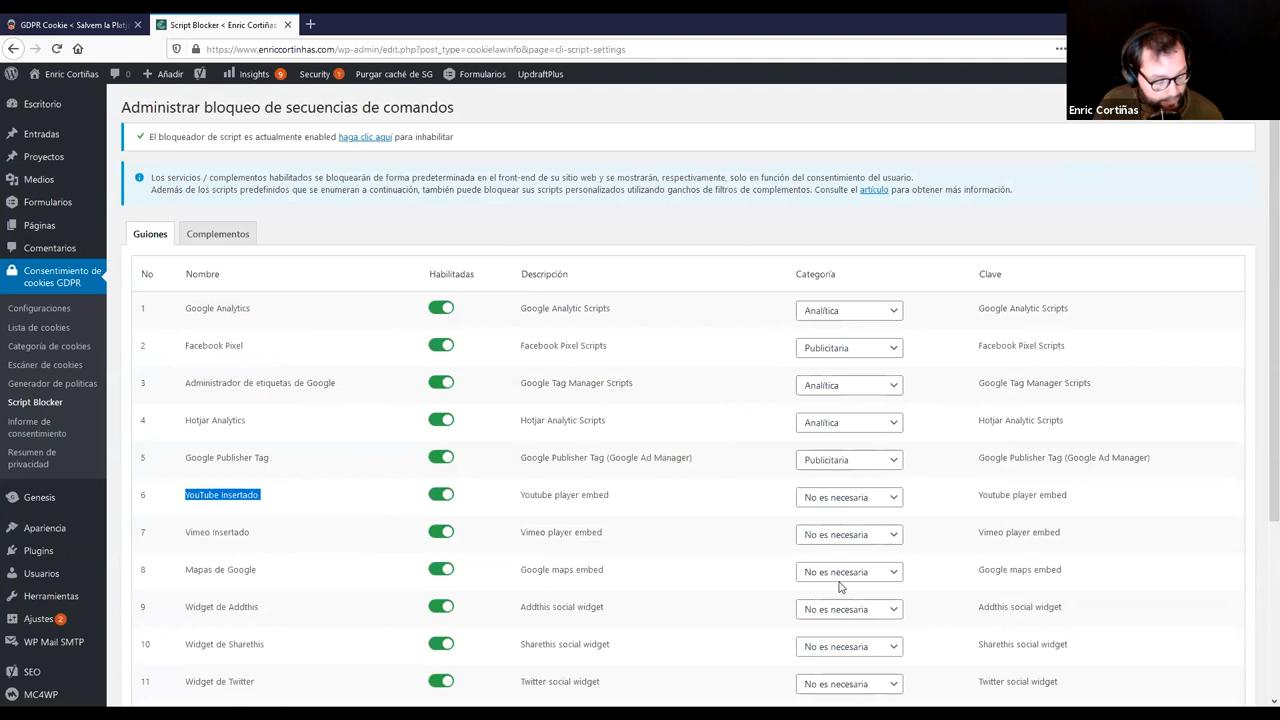 GDPR Cookie < Salvem la Platj
Script Blocker < Enric Cortiñas
https://www.enriccortinhas.com/wp-admin/edit.php?post_type=cookielawinfo&page=cli-script-settings
Enric Cortiñas
0
Añadir
Insights 9
Security 1
Purgar caché de SG
Formularios
UpdraftPlus
Enric Cortiñas
Escritorio
Entradas
Proyectos
Medios
Formularios
Páginas
Comentarios
Consentimiento de
cookies GDPR
Configuraciones
Lista de cookies
Categoría de cookies
Escáner de cookies
Generador de politicas
Script Blocker
Informe de
consentimiento
Resumen de
privacidad
Genesis
Apariencia
Plugins
Usuarios
Herramientas
Ajustes 2
WP Mail SMTP
SEO
MC4WP
Administrar bloqueo de secuencias de comandos
El bloqueador de script es actualmente enabled haga clic aquí para inhabilitar
Los servicios / complementos habilitados se bloquearán de forma predeterminada en el front-end de su sitio web y se mostrarán, respectivamente, solo en función del consentimiento del usuario.
Además de los scripts predefinidos que se enumeran a continuación, también puede bloquear sus scripts personalizados utilizando ganchos de filtros de complementos. Consulte el artículo para obtener más información.
Guiones Complementos
No Nombre Habilitadas Descripción Categoría Clave
1 Google Analytics Google Analytic Scripts Analítica Google Analytic Scripts
2 Facebook Pixel Facebook Pixel Scripts Publicitaria Facebook Pixel Scripts
3 Administrador de etiquetas de Google Google Tag Manager Scripts Analítica Google Tag Manager Scripts
4 Hotjar Analytics Hotjar Analytic Scripts Analítica Hotjar Analytic Scripts
5 Google Publisher Tag Google Publisher Tag (Google Ad Manager) Publicitaria Google Publisher Tag (Google Ad Manager)
6 YouTube Insertado Youtube player embed No es necesaria Youtube player embed
7 Vimeo Insertado Vimeo player embed No es necesaria Vimeo player embed
8 Mapas de Google Google maps embed No es necesaria Google maps embed
9 Widget de Addthis Addthis social widget No es necesaria Addthis social widget
10 Widget de Sharethis Sharethis social widget No es necesaria Sharethis social widget
11 Widget de Twitter Twitter social widget No es necesaria Twitter social widget